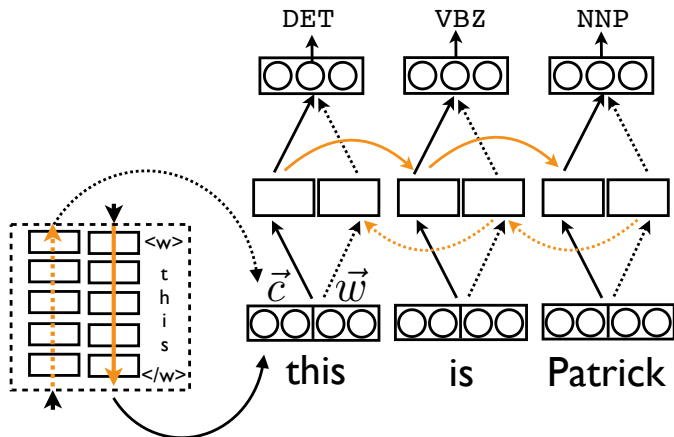 DET VBZ NNP
<w>
t
h
i
s
</w>
c⃗ w⃗
this is Patrick